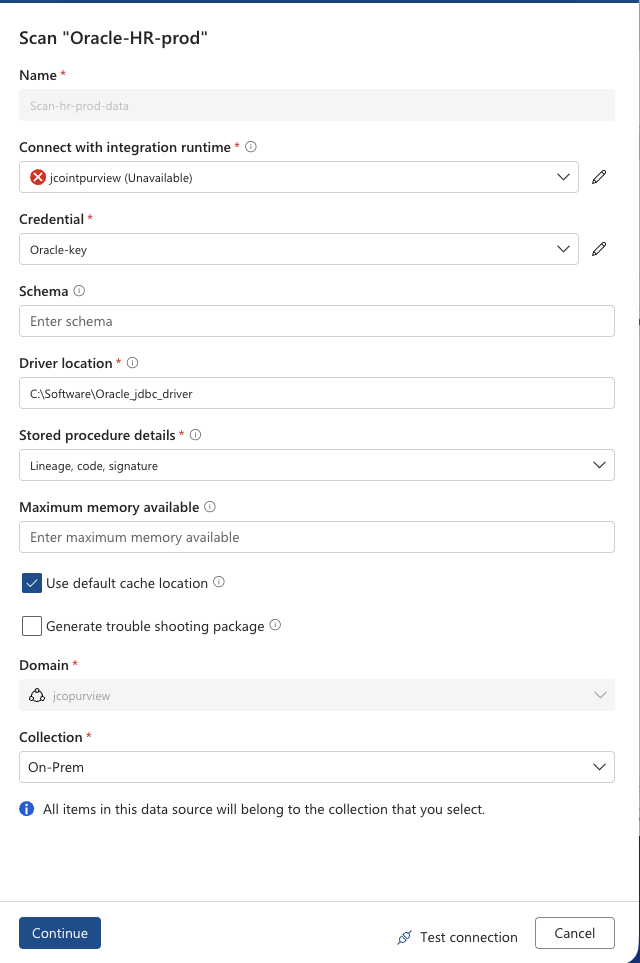 Scan "Oracle-HR-prod"
Name *
Scan-hr-prod-data
Connect with integration runtime *
jcointpurview (Unavailable)
Credential *
Oracle-key
Schema
Enter schema
Driver location *
C:\Software\Oracle_jdbc_driver
Stored procedure details *
Lineage, code, signature
Maximum memory available
Enter maximum memory available
Use default cache location
Generate trouble shooting package
Domain *
jcopurview
Collection *
On-Prem
All items in this data source will belong to the collection that you select.
Continue
Test connection
Cancel